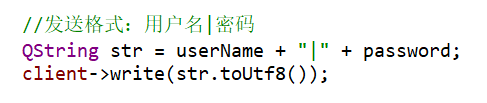 //发送格式：用户名|密码
QString str = userName + "|" + password;
client->write(str.toUtf8());